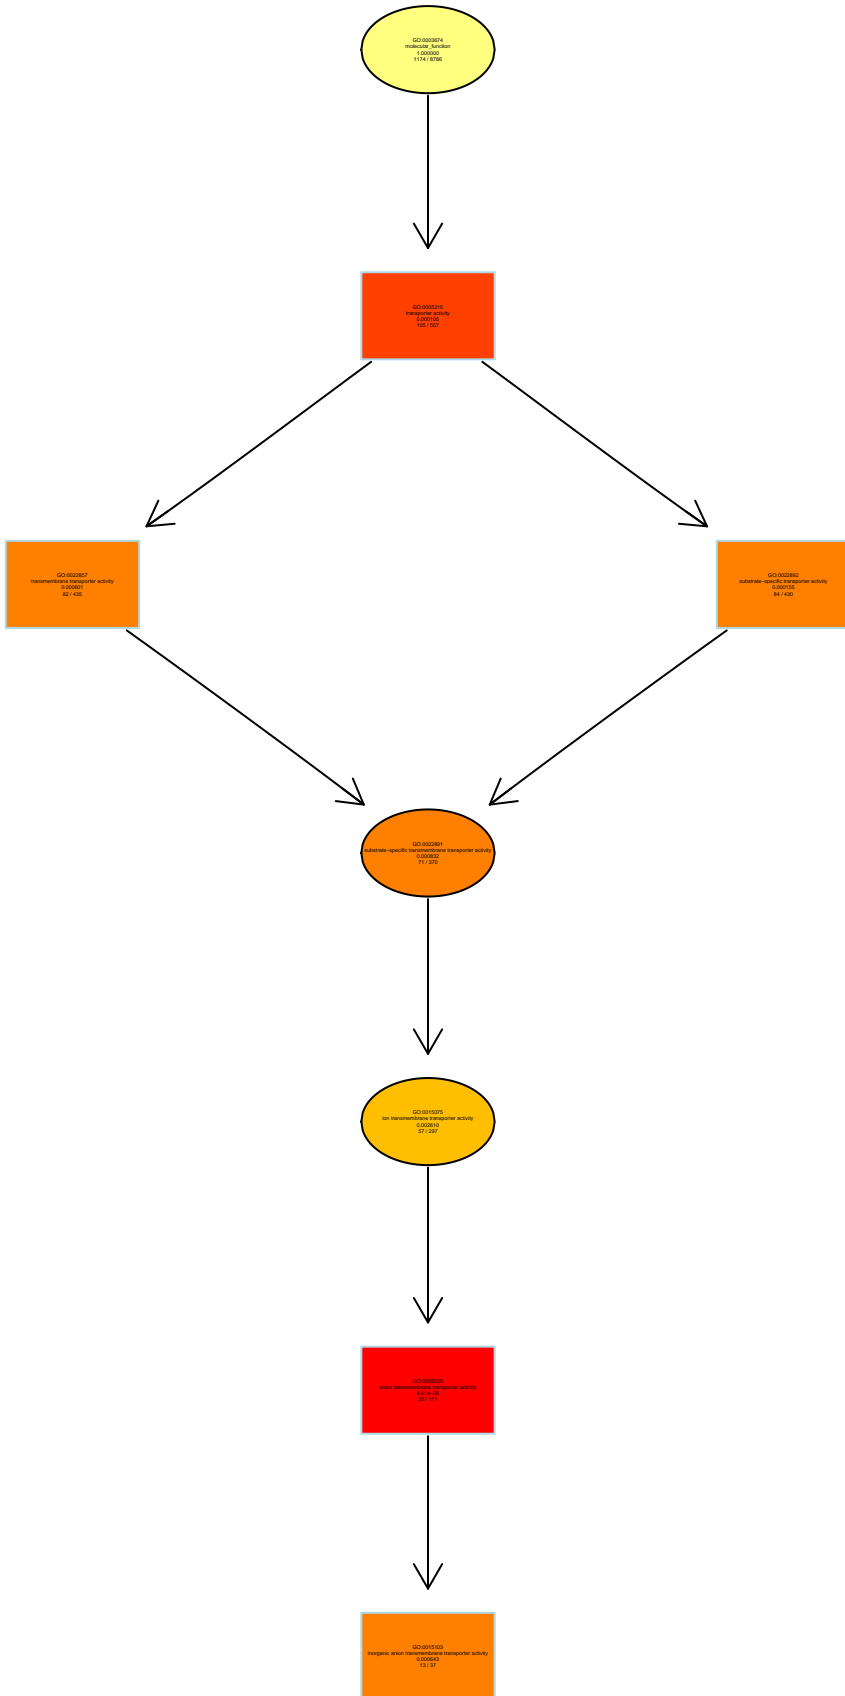 GO:0003674
molecular_function
1.000000
1174 / 8786
GO:0005215
transporter activity
0.000105
105 / 557
GO:0022857
transmembrane transporter activity
0.000601
82 / 435
GO:0022892
substrate−specific transporter activity
0.000155
84 / 430
GO:0022891
substrate−specific transmembrane transporter activity
0.000832
71 / 370
GO:0015075
ion transmembrane transporter activity
0.002610
57 / 297
anion transmembrane transporter activity
GO:0015103
inorganic anion transmembrane transporter activity
0.000643
13 / 37